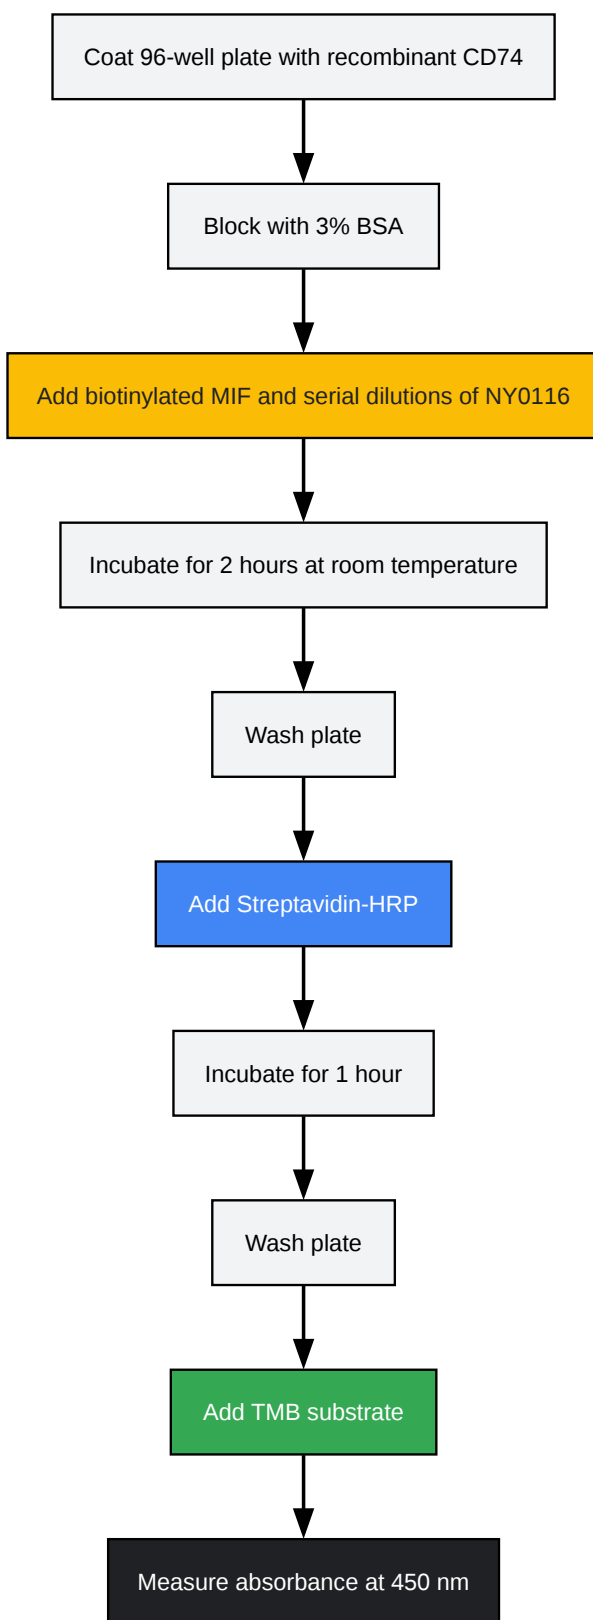 Coat 96-well plate with recombinant CD74
Block with 3% BSA
Add biotinylated MIF and serial dilutions of NY0116
Incubate for 2 hours at room temperature
Wash plate
Add Streptavidin-HRP
Incubate for 1 hour
Wash plate
Add TMB substrate
Measure absorbance at 450 nm